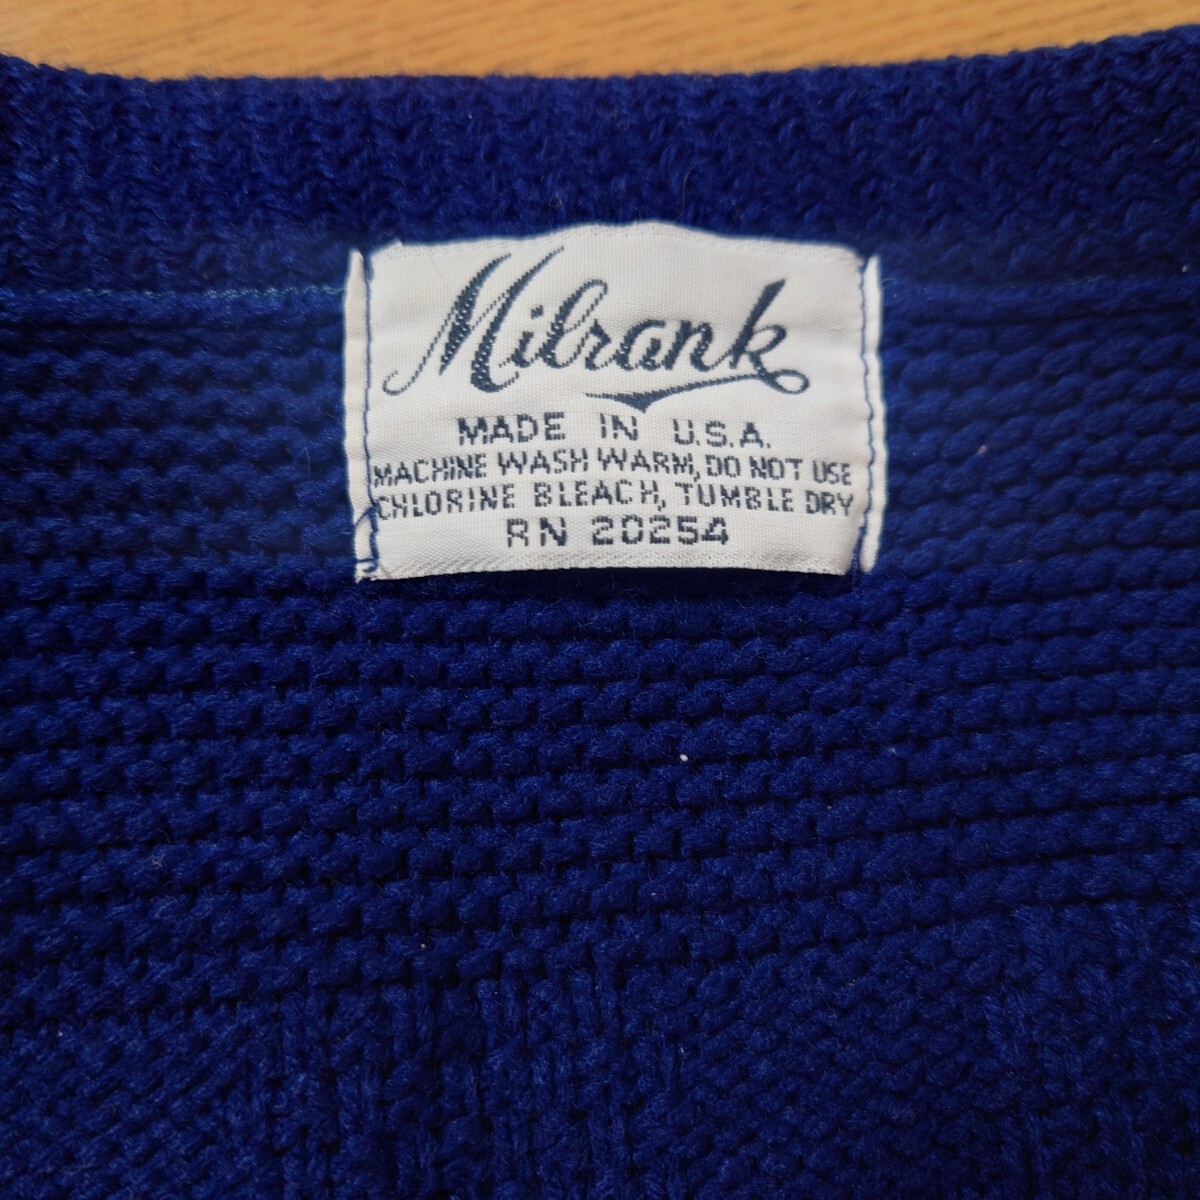 Milrank
MADE IN U.S.A.
MACHINE WASH WARM, DO NOT USE
CHLORINE BLEACH, TUMBLE DRY
RN 20254